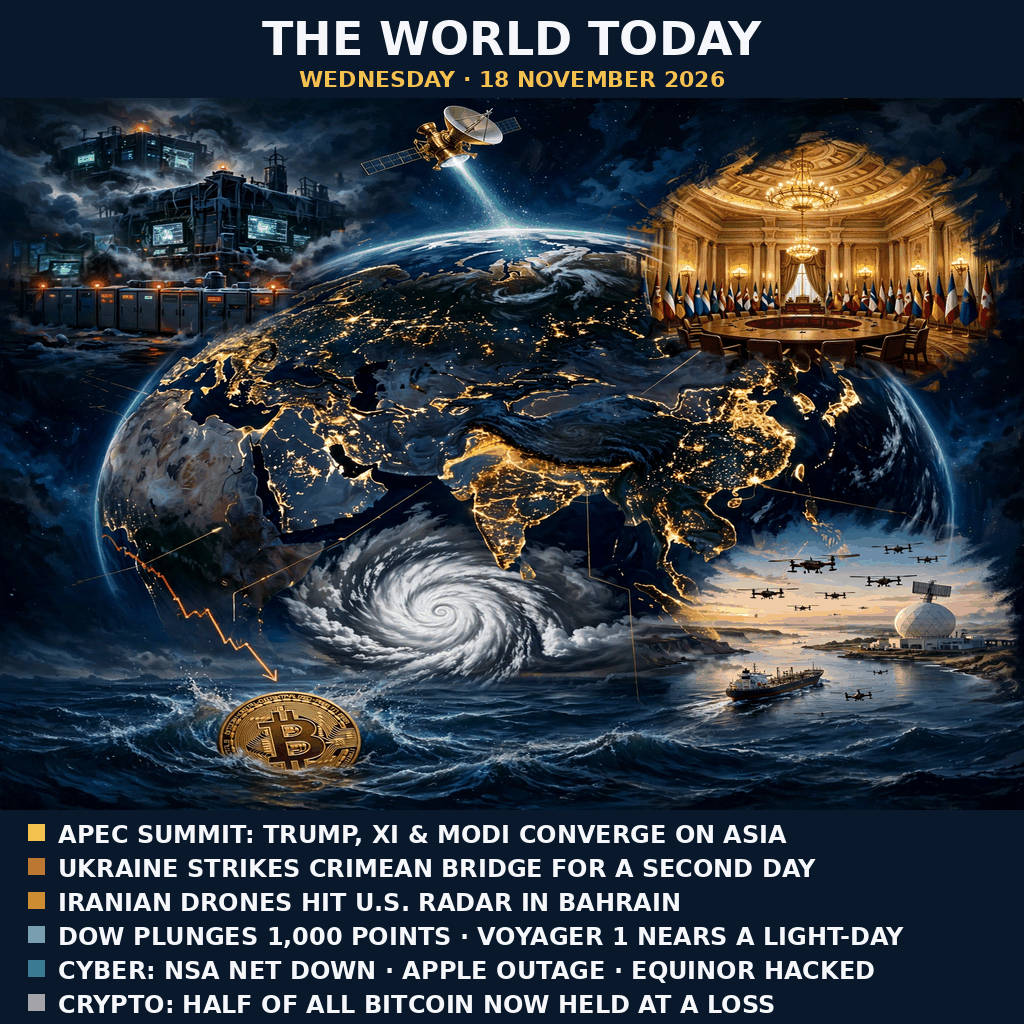 THE WORLD TODAY
WEDNESDAY · 18 NOVEMBER 2026
APEC SUMMIT: TRUMP, XI & MODI CONVERGE ON ASIA
UKRAINE STRIKES CRIMEAN BRIDGE FOR A SECOND DAY
IRANIAN DRONES HIT U.S. RADAR IN BAHRAIN
DOW PLUNGES 1,000 POINTS · VOYAGER 1 NEARS A LIGHT-DAY
CYBER: NSA NET DOWN · APPLE OUTAGE · EQUINOR HACKED
CRYPTO: HALF OF ALL BITCOIN NOW HELD AT A LOSS